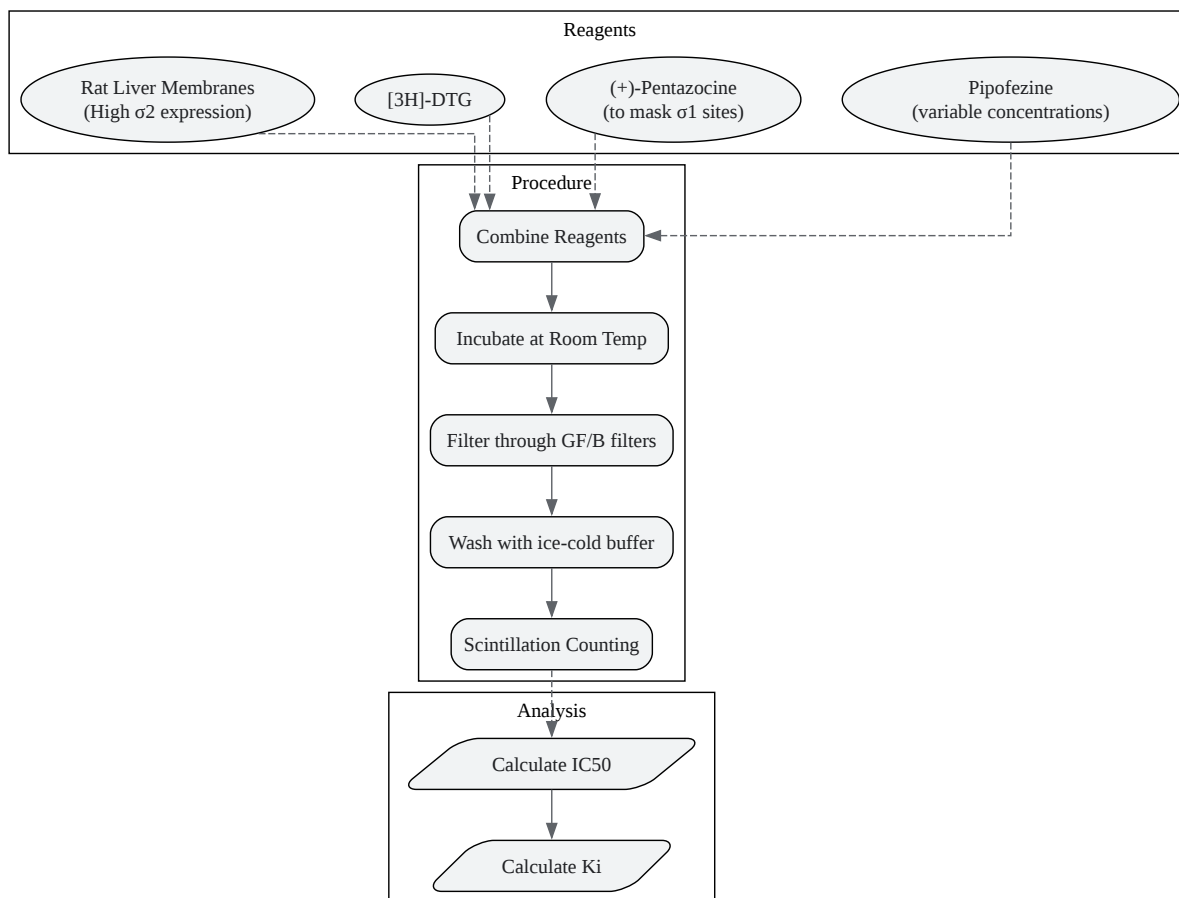 Reagents
Rat Liver Membranes
(High σ2 expression)
[3H]-DTG
(+)-Pentazocine
(to mask σ1 sites)
Pipofezine
(variable concentrations)
Procedure
Combine Reagents
Incubate at Room Temp
Filter through GF/B filters
Wash with ice-cold buffer
Scintillation Counting
Analysis
Calculate IC50
Calculate Ki